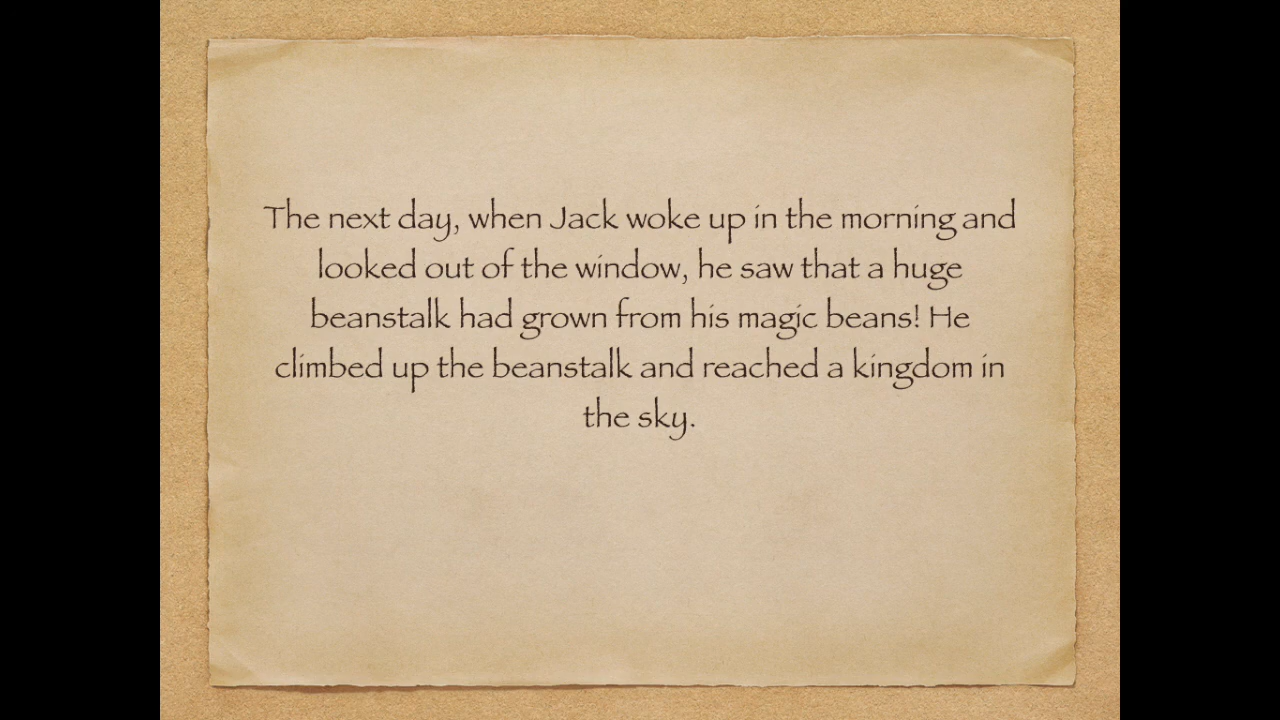 The next day, when Jack woke up in the morning and
looked out of the window, he saw that a huge
beanstalk had grown from his magic beans! He
climbed up the beanstalk and reached a kingdom in
the sky.